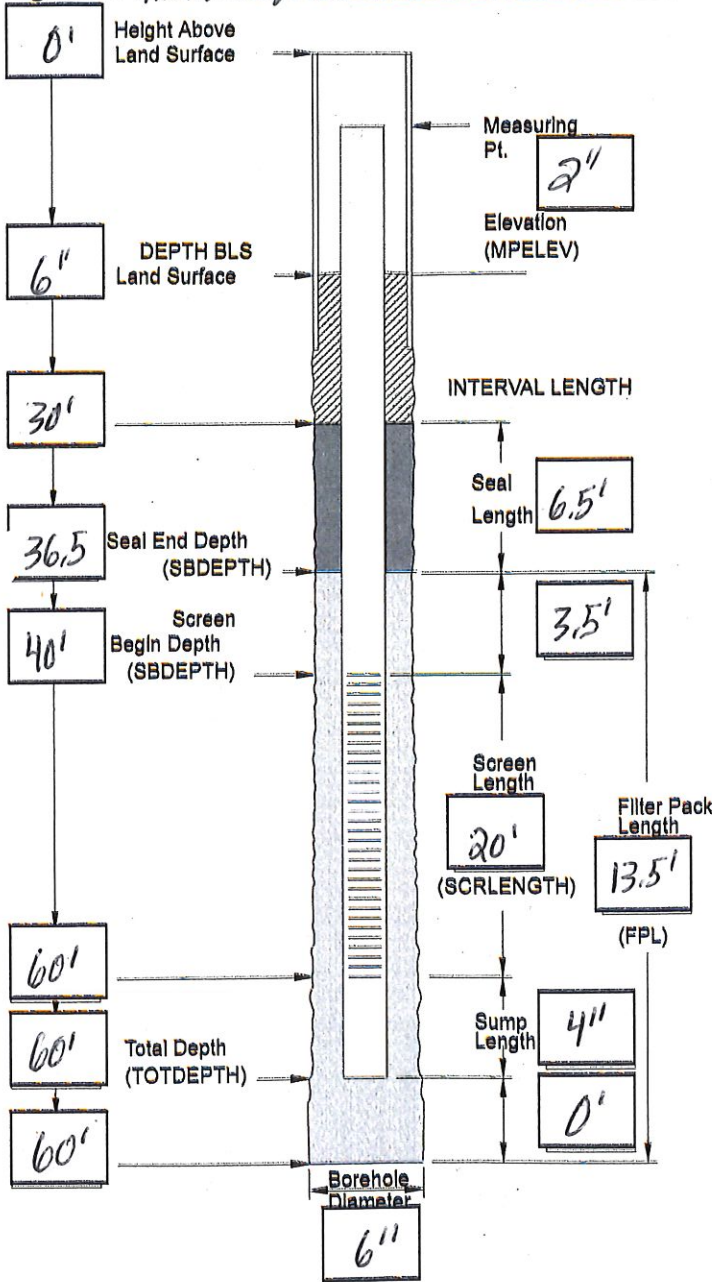 0'
Height Above
Land Surface
Measuring
Pt.
2"
Elevation
(MPELEV)
6"
DEPTH BLS
Land Surface
30'
INTERVAL LENGTH
Seal
Length
6.5'
36.5
Seal End Depth
(SBDEPTH)
3.5'
40'
Screen
Begin Depth
(SBDEPTH)
Screen
Length
20'
(SCRLENGTH)
Filter Pack
Length
13.5'
(FPL)
60'
Sump
Length
4"
60'
Total Depth
(TOTDEPTH)
0'
60'
Borehole
Diameter
6"